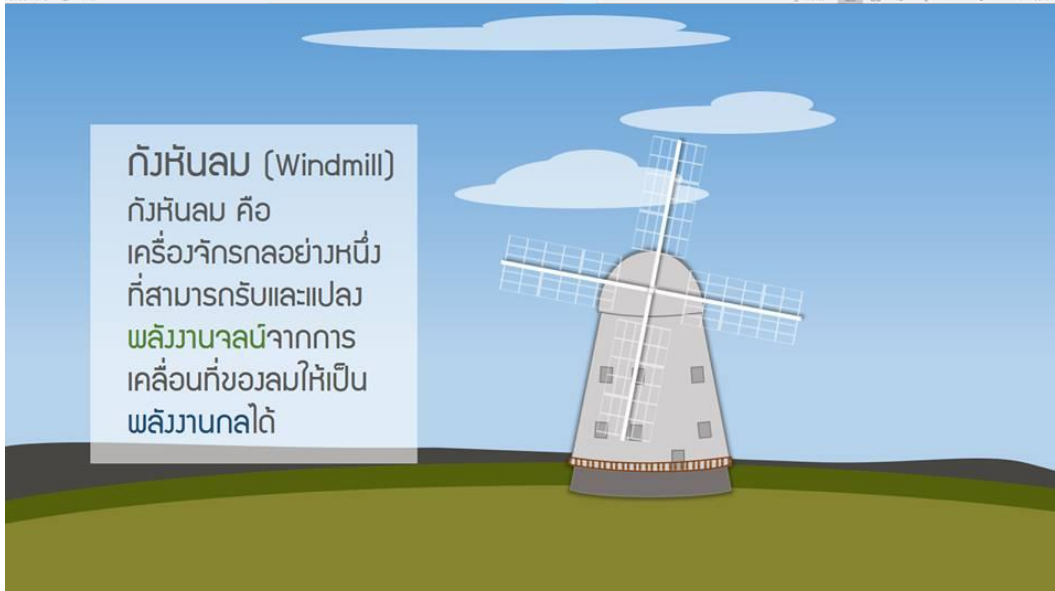 กังหันลม (Windmill)
กังหันลม คือ
เครื่องจักรกลอย่างหนึ่ง
ที่สามารถรับและแปลง
พลังงานจลน์จากการ
เคลื่อนที่ของลมให้เป็น
พลังงานกลได้